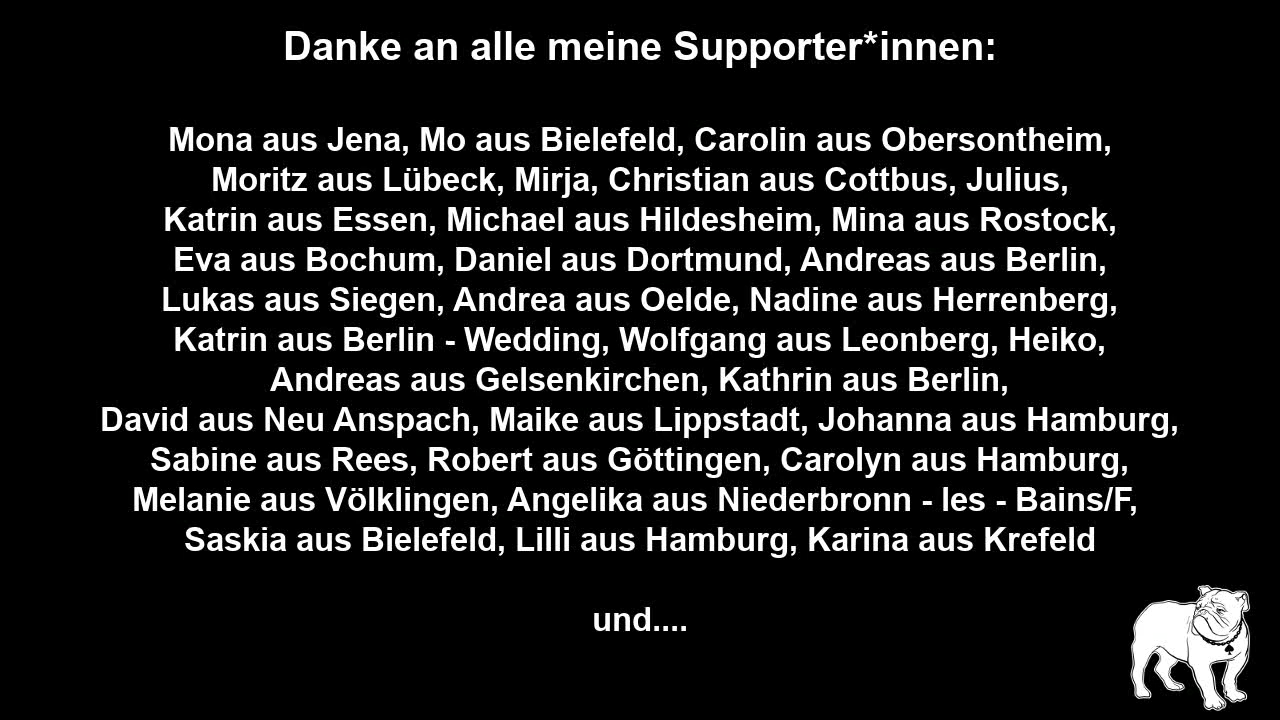 Danke an alle meine Supporter*innen:
Mona aus Jena, Mo aus Bielefeld, Carolin aus Obersontheim,
Moritz aus Lübeck, Mirja, Christian aus Cottbus, Julius,
Katrin aus Essen, Michael aus Hildesheim, Mina aus Rostock,
Eva aus Bochum, Daniel aus Dortmund, Andreas aus Berlin,
Lukas aus Siegen, Andrea aus Oelde, Nadine aus Herrenberg,
Katrin aus Berlin - Wedding, Wolfgang aus Leonberg, Heiko,
Andreas aus Gelsenkirchen, Kathrin aus Berlin,
David aus Neu Anspach, Maike aus Lippstadt, Johanna aus Hamburg,
Sabine aus Rees, Robert aus Göttingen, Carolyn aus Hamburg,
Melanie aus Völklingen, Angelika aus Niederbronn - les - Bains/F,
Saskia aus Bielefeld, Lilli aus Hamburg, Karina aus Krefeld
und....